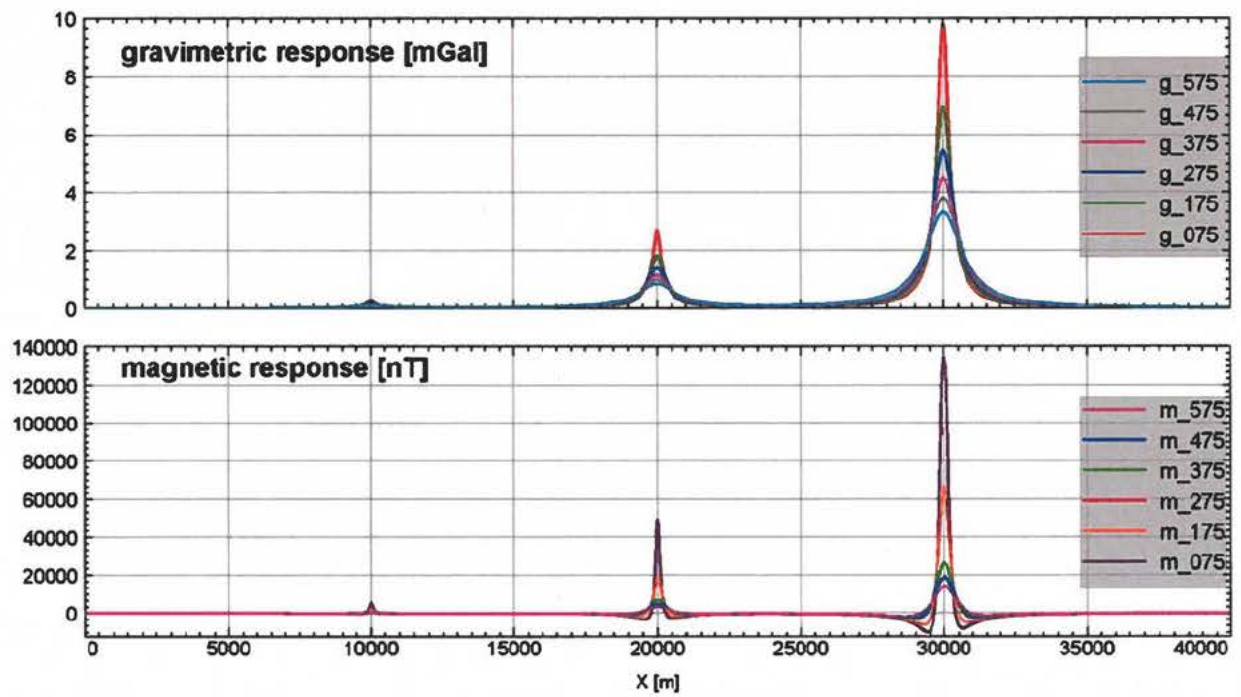 gravimetric response [mGal]
10
8
6
4
2
0
g_575
g_475
g_375
g_275
g_175
g_075
magnetic response [nT]
140000
120000
100000
80000
60000
40000
20000
0
m_575
m_475
m_375
m_275
m_175
m_075
0 5000 10000 15000 20000 25000 30000 35000 40000
X [m]